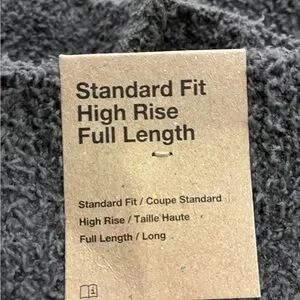 Standard Fit
High Rise
Full Length
Standard Fit / Coupe Standard
High Rise / Taille Haute
Full Length / Long